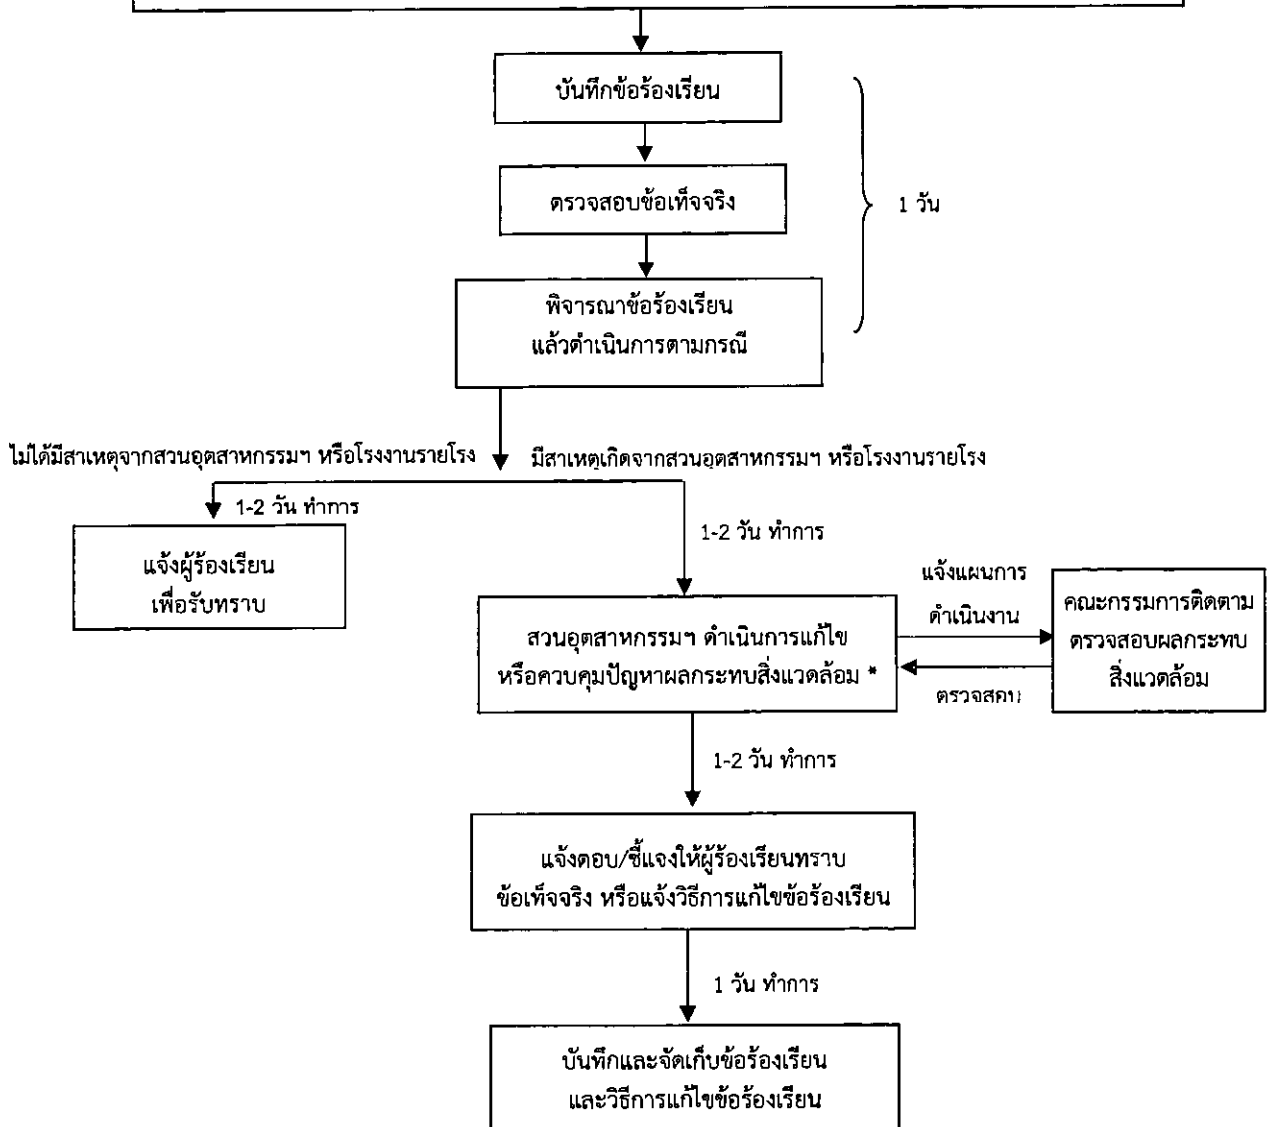 บันทึกข้อร้องเรียน
ตรวจสอบข้อเท็จจริง
1 วัน
พิจารณาข้อร้องเรียน
แล้วดำเนินการตามกรณี
ไม่ได้มีสาเหตุจากสวนอุตสาหกรรมฯ หรือโรงงานรายโรง
มีสาเหตุเกิดจากสวนอุตสาหกรรมฯ หรือโรงงานรายโรง
1-2 วัน ทำการ
1-2 วัน ทำการ
แจ้งผู้ร้องเรียน
เพื่อรับทราบ
สวนอุตสาหกรรมฯ ดำเนินการแก้ไข
หรือควบคุมปัญหาผลกระทบสิ่งแวดล้อม *
แจ้งแผนการ
ดำเนินงาน
ตรวจสอบ
คณะกรรมการติดตาม
ตรวจสอบผลกระทบ
สิ่งแวดล้อม
1-2 วัน ทำการ
แจ้งตอบ/ชี้แจงให้ผู้ร้องเรียนทราบ
ข้อเท็จจริง หรือแจ้งวิธีการแก้ไขข้อร้องเรียน
1 วัน ทำการ
บันทึกและจัดเก็บข้อร้องเรียน
และวิธีการแก้ไขข้อร้องเรียน